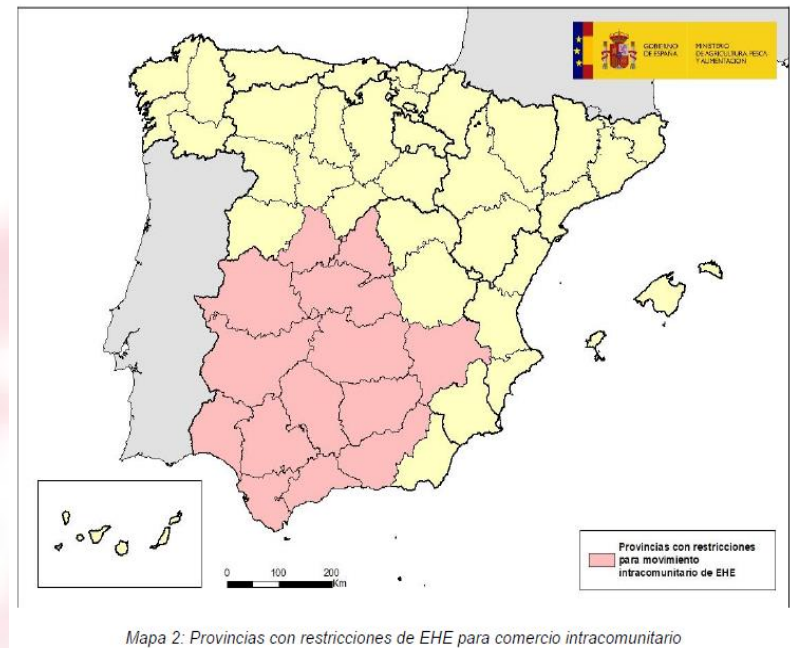 GOBIERNO
DE ESPAÑA
MINISTERIO
DE AGRICULTURA, PESCA
Y ALIMENTACIÓN
0 100 200
Km
Provincias con restricciones
para movimiento
intracomunitario de EHE
Mapa 2: Provincias con restricciones de EHE para comercio intracomunitario